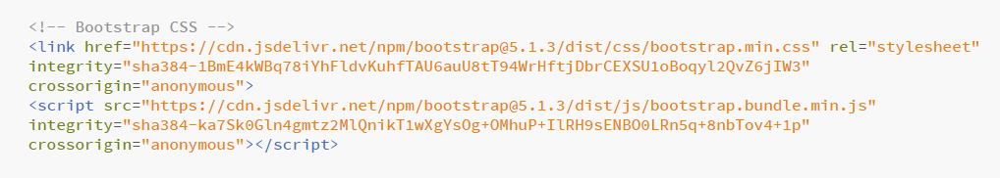 <!-- Bootstrap CSS -->
<link href="https://cdn.jsdelivr.net/npm/bootstrap@5.1.3/dist/css/bootstrap.min.css" rel="stylesheet"
integrity="sha384-1BmE4kWBq78iYhFldvKuhfTAU6auU8tT94WrHftjDbrCEXSU1oBoqyl2QvZ6jIW3"
crossorigin="anonymous">
<script src="https://cdn.jsdelivr.net/npm/bootstrap@5.1.3/dist/js/bootstrap.bundle.min.js"
integrity="sha384-ka7Sk0Gln4gmtz2MlQnikT1wXgYsOg+OMhuP+IlRH9sENBO0LRn5q+8nbTov4+1p"
crossorigin="anonymous"></script>